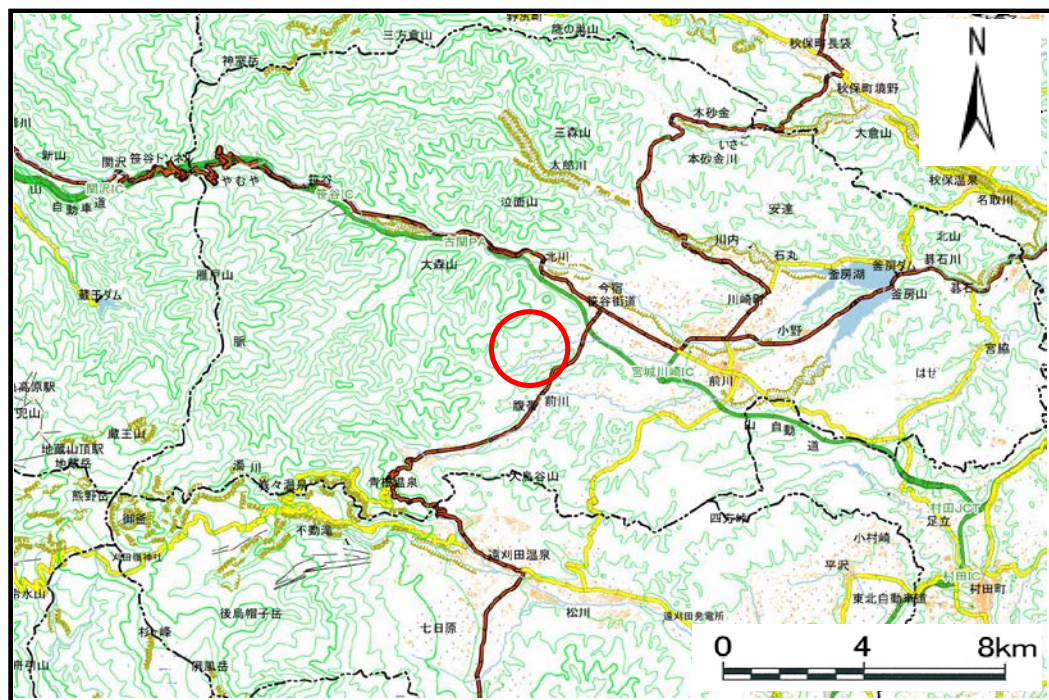 三方倉山
神室岳
秋保町長袋
秋保町境野
N
本砂金
大倉山
新山
関沢
笹谷トンネル
三森山
いさご
本砂金川
太郎川
やむや
笹谷
関沢IC
笹谷IC
秋保温泉
名取川
山
自動車道
泣面山
安達
北山
古関PA
川内
碁石川
大森山
北川
石丸
雁戸山
釜房湖
釜房ダ
碁石
蔵王ダム
今宿
川崎町
釜房山
笹谷街道
小野
脈
宮脇
宮城川崎IC
前川
はせ
高原駅
前川
山
自動
道
蔵王山
地蔵山頂駅
地蔵岳
濁川
峩々温泉
青根温泉
大鳥谷山
熊野岳
御釜
四方峠
村田JCT
足立
不動滝
小村崎
刈田嶺神社
遠刈田温泉
平沢
村田IC
後烏帽子岳
松川
遠刈田発電所
東北自動車道
村田町
七日原
杉ヶ峰
屏風岳
0
4
8km